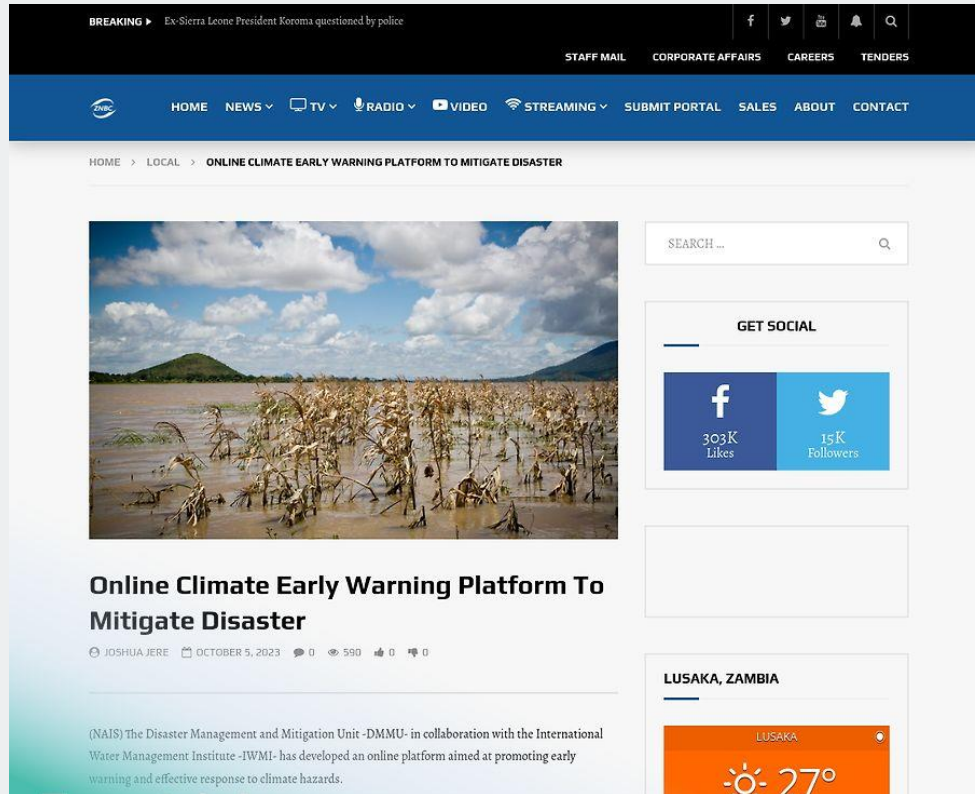 BREAKING
Ex-Sierra Leone President Koroma questioned by police
STAFF MAIL CORPORATE AFFAIRS CAREERS TENDERS
ZNBC HOME NEWS TV RADIO VIDEO STREAMING SUBMIT PORTAL SALES ABOUT CONTACT
HOME > LOCAL > ONLINE CLIMATE EARLY WARNING PLATFORM TO MITIGATE DISASTER
Online Climate Early Warning Platform To
Mitigate Disaster
JOSHUA JERE OCTOBER 5, 2023 0 590 0 0
(NAIS) The Disaster Management and Mitigation Unit -DMMU- in collaboration with the International
Water Management Institute -IWMI- has developed an online platform aimed at promoting early
warning and effective response to climate hazards.
SEARCH ...
GET SOCIAL
303K
Likes
15K
Followers
LUSAKA, ZAMBIA
LUSAKA
27°